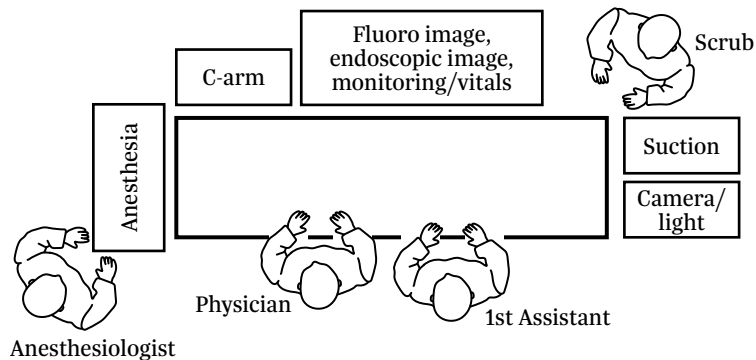 Fluoro image,
endoscopic image,
monitoring/vitals
Scrub
C-arm
Anesthesia
Suction
Camera/
light
Physician
1st Assistant
Anesthesiologist